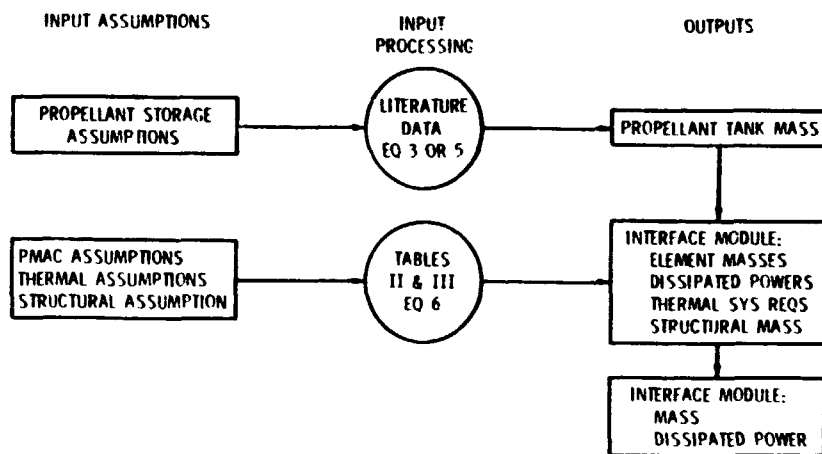 INPUT ASSUMPTIONS
INPUT
PROCESSING
OUTPUTS
PROPELLANT STORAGE
ASSUMPTIONS
LITERATURE
DATA
EQ 3 OR 5
PROPELLANT TANK MASS
PMAC ASSUMPTIONS
THERMAL ASSUMPTIONS
STRUCTURAL ASSUMPTION
TABLES
II & III
EQ 6
INTERFACE MODULE:
ELEMENT MASSES
DISSIPATED POWERS
THERMAL SYS REQS
STRUCTURAL MASS
INTERFACE MODULE:
MASS
DISSIPATED POWER